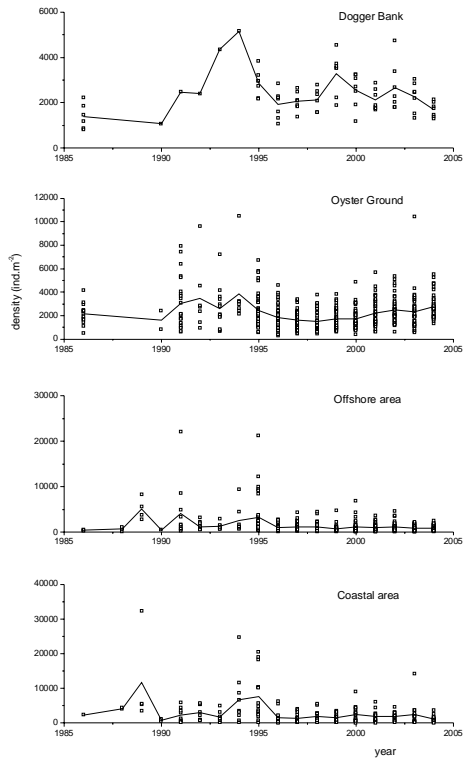 Dogger Bank
6000
4000
2000
0
1985 1990 1995 2000 2005
Oyster Ground
12000
10000
8000
6000
4000
2000
0
1985 1990 1995 2000 2005
density (ind.m⁻²)
Offshore area
30000
20000
10000
0
1985 1990 1995 2000 2005
Coastal area
40000
30000
20000
10000
0
1985 1990 1995 2000 2005
year